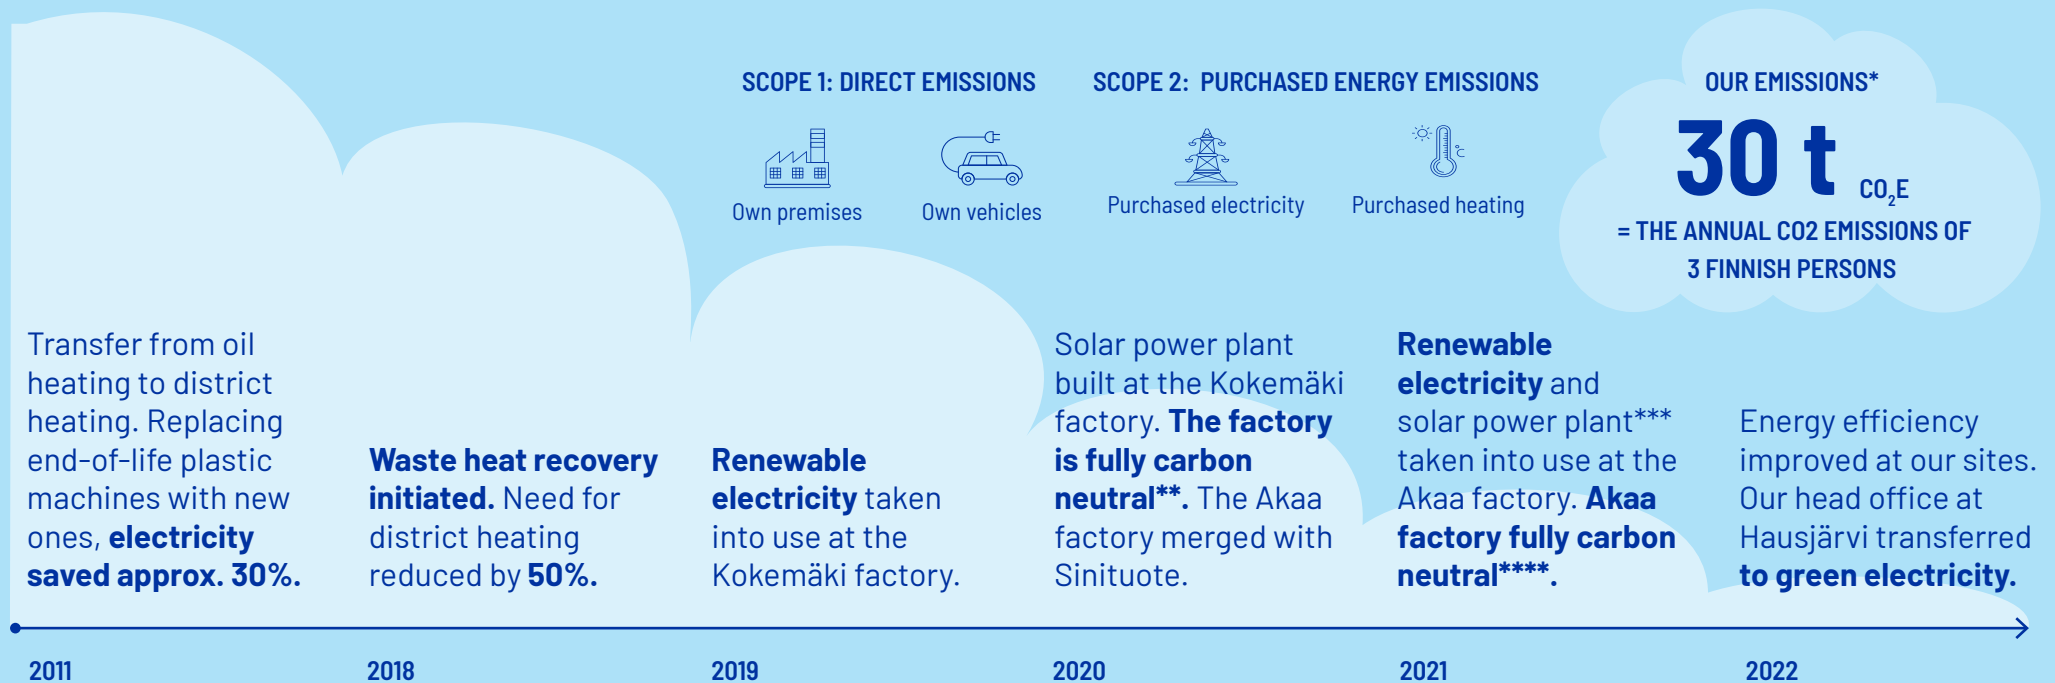 SCOPE 1: DIRECT EMISSIONS
Own premises
Own vehicles
SCOPE 2: PURCHASED ENERGY EMISSIONS
Purchased electricity
Purchased heating
OUR EMISSIONS*
30 t CO₂E
= THE ANNUAL CO2 EMISSIONS OF
3 FINNISH PERSONS
Transfer from oil
heating to district
heating. Replacing
end-of-life plastic
machines with new
ones, electricity
saved approx. 30%.
2011
Waste heat recovery
initiated. Need for
district heating
reduced by 50%.
2018
Renewable
electricity taken
into use at the
Kokemäki factory.
2019
Solar power plant
built at the Kokemäki
factory. The factory
is fully carbon
neutral**. The Akaa
factory merged with
Sinituote.
2020
Renewable
electricity and
solar power plant***
taken into use at the
Akaa factory. Akaa
factory fully carbon
neutral****.
2021
Energy efficiency
improved at our sites.
Our head office at
Hausjärvi transferred
to green electricity.
2022